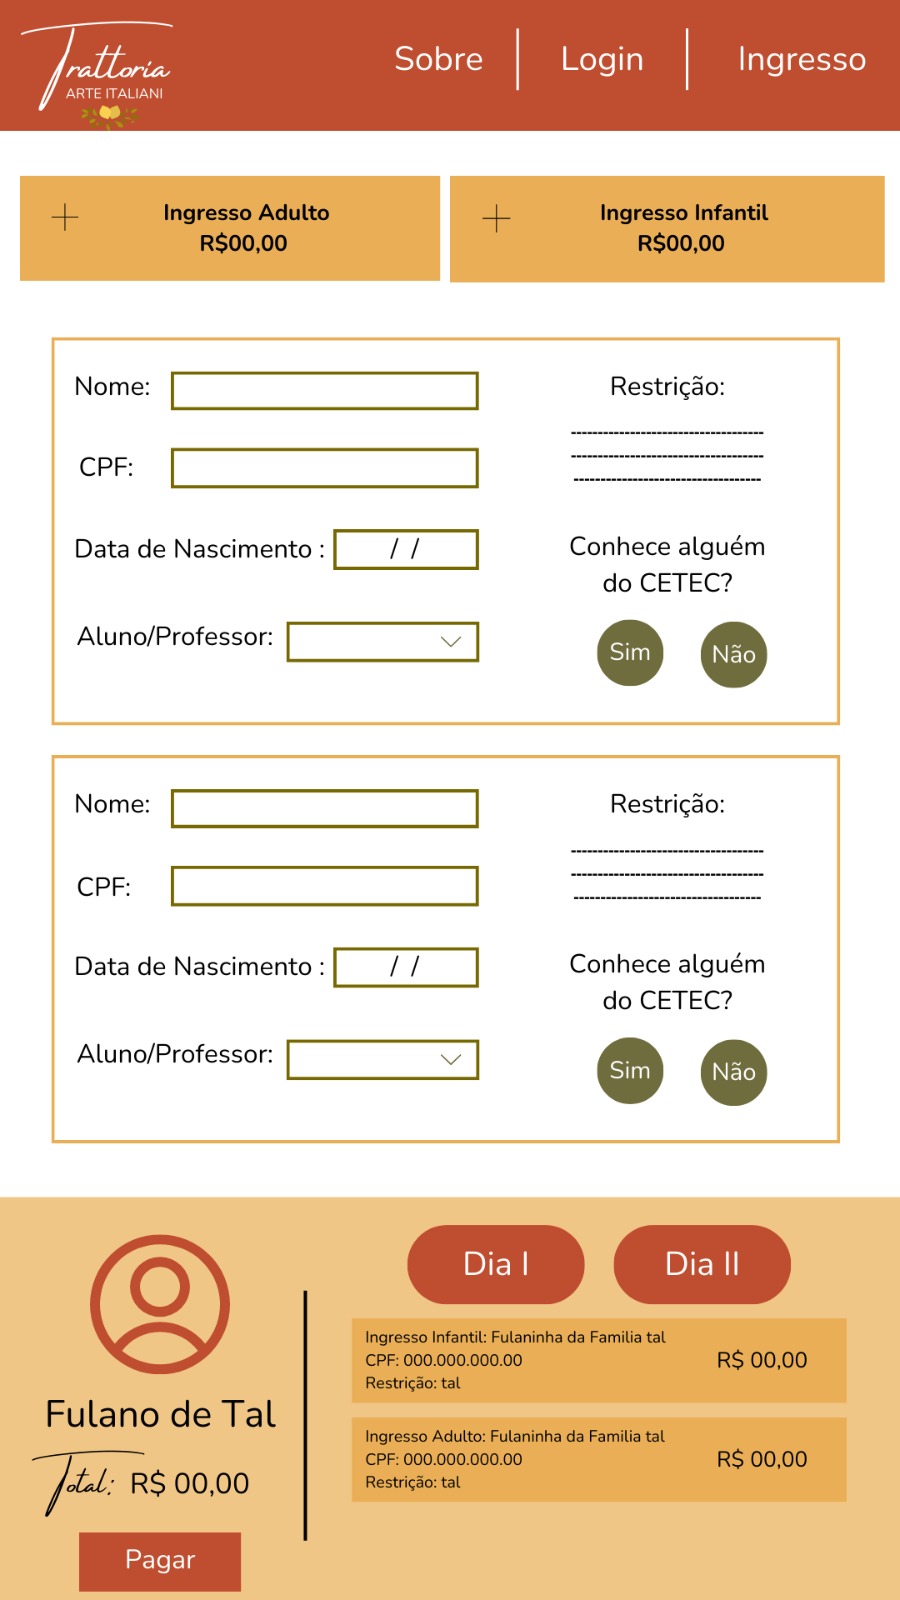 Trattoria
ARTE ITALIANI
Sobre
Login
Ingresso
Ingresso Adulto
R$00,00
Ingresso Infantil
R$00,00
Nome:
CPF:
Data de Nascimento :
/ /
Aluno/Professor:
Restrição:
------------------------------------
------------------------------------
-----------------------------------
Conhece alguém
do CETEC?
Sim
Não
Nome:
CPF:
Data de Nascimento :
/ /
Aluno/Professor:
Restrição:
------------------------------------
------------------------------------
-----------------------------------
Conhece alguém
do CETEC?
Sim
Não
Fulano de Tal
Total: R$ 00,00
Pagar
Dia I
Dia II
Ingresso Infantil: Fulaninha da Familia tal
CPF: 000.000.000.00
Restrição: tal
R$ 00,00
Ingresso Adulto: Fulaninha da Familia tal
CPF: 000.000.000.00
Restrição: tal
R$ 00,00